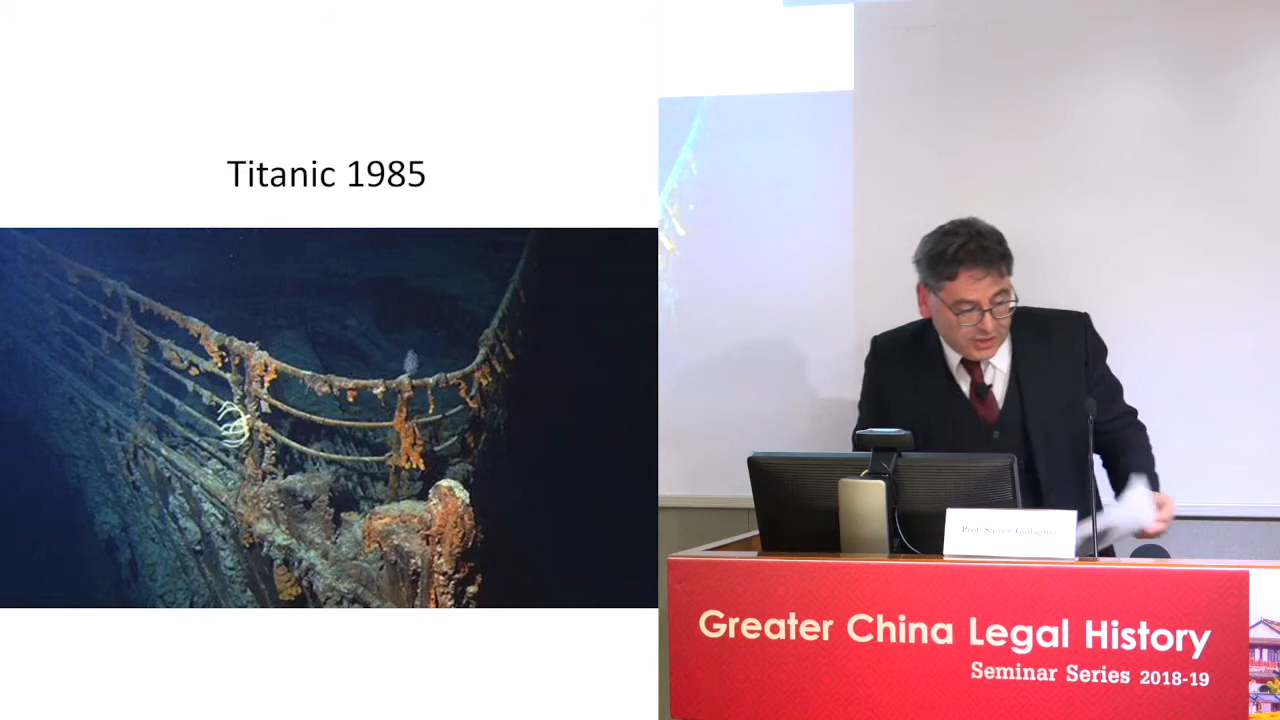 Titanic 1985
Prof. Steven Gallagher
Greater China Legal History
Seminar Series 2018-19